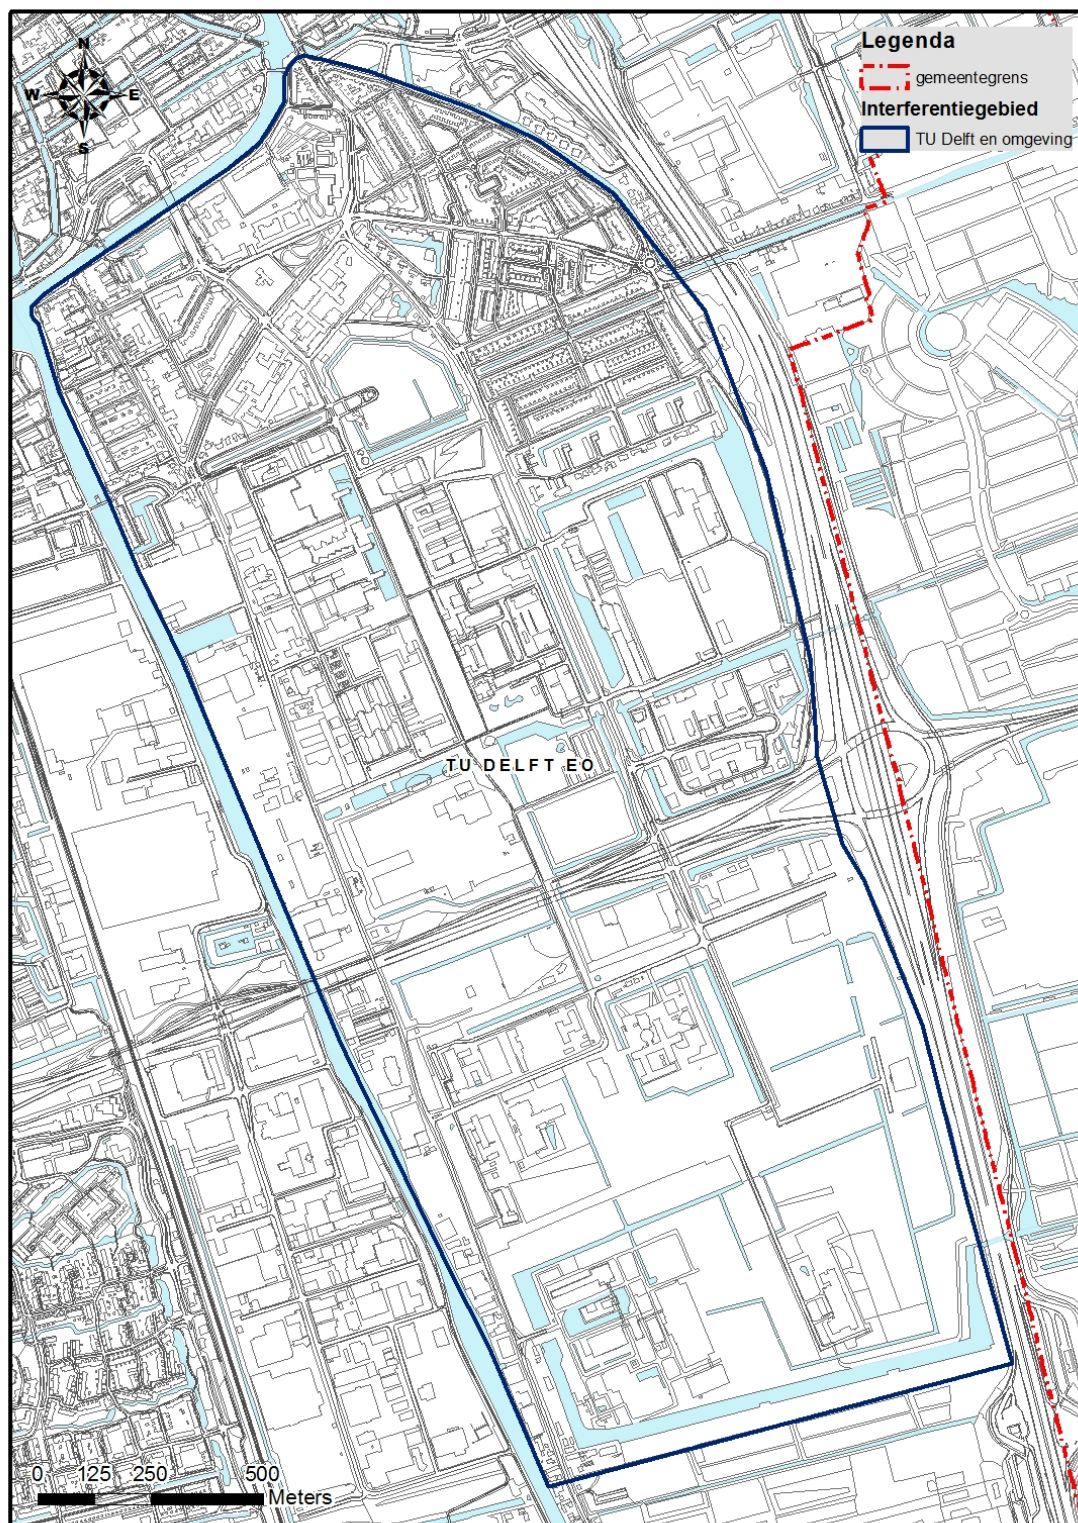 N
W E
S
Legenda
gemeentegrens
Interferentiegebied
TU Delft en omgeving
TU DELFT EO
0 125 250 500
Meters